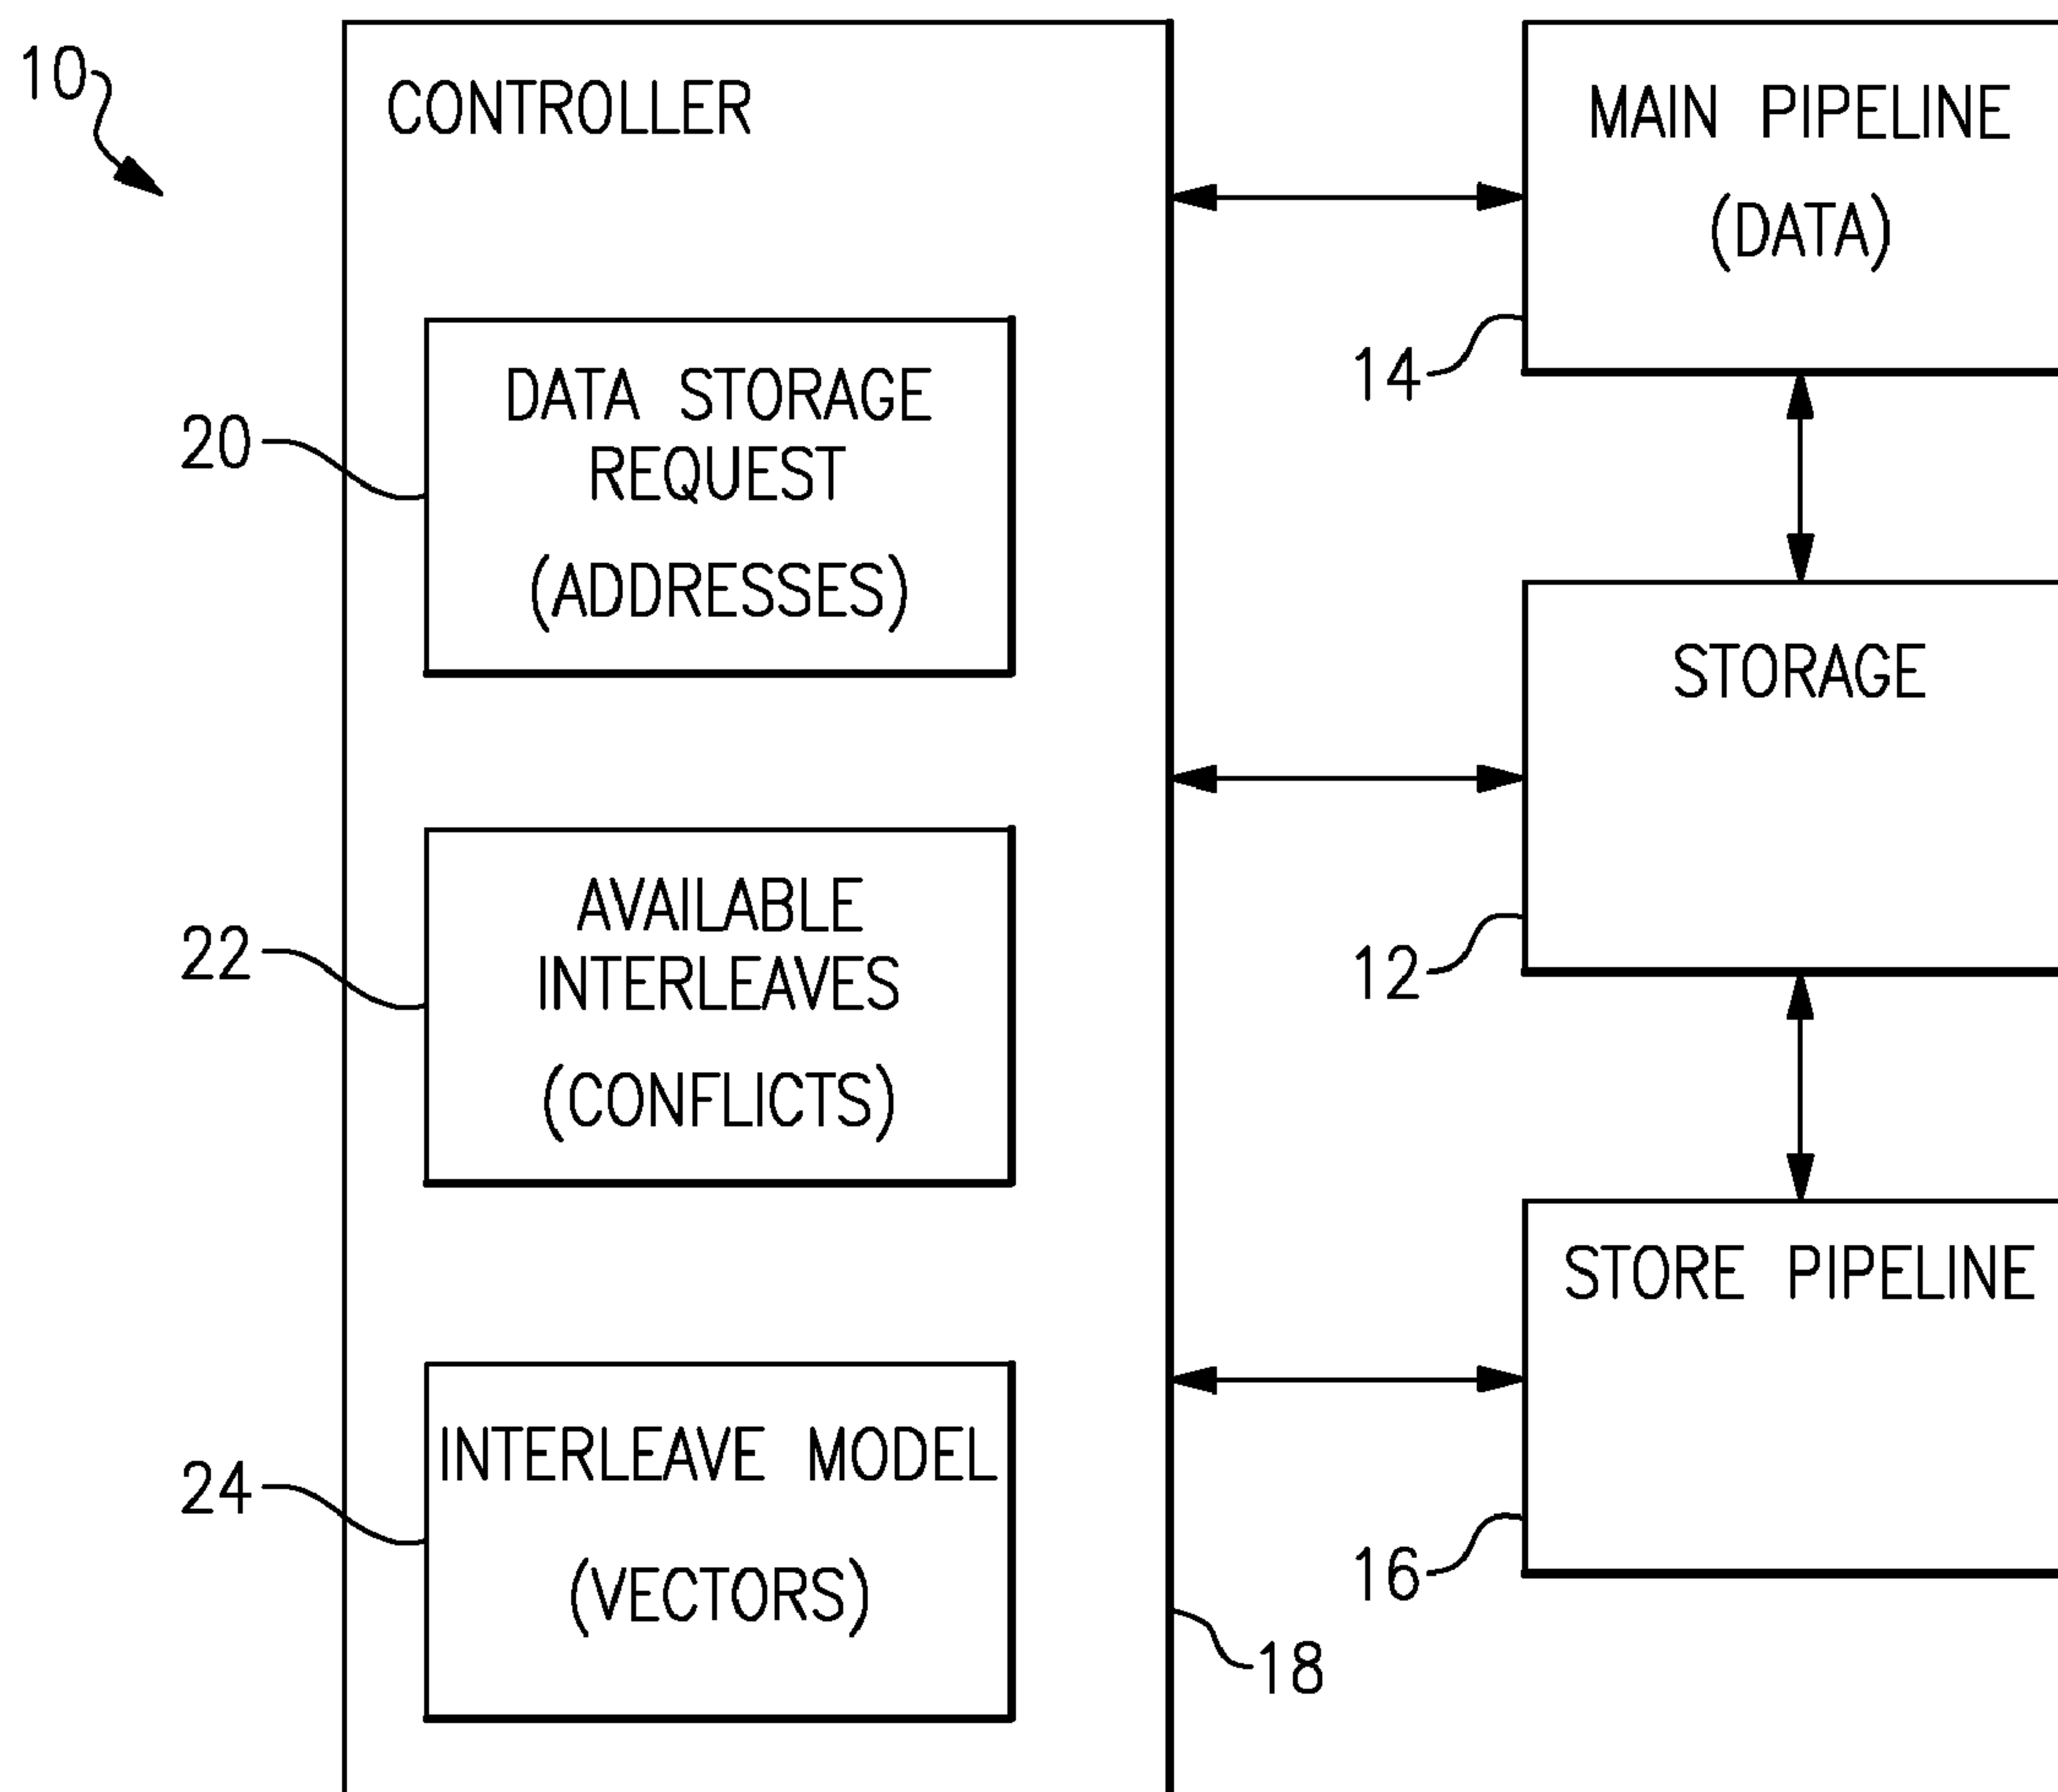 10
CONTROLLER
MAIN PIPELINE
(DATA)
14
DATA STORAGE
REQUEST
(ADDRESSES)
20
STORAGE
12
AVAILABLE
INTERLEAVES
(CONFLICTS)
22
STORE PIPELINE
16
INTERLEAVE MODEL
(VECTORS)
24
18